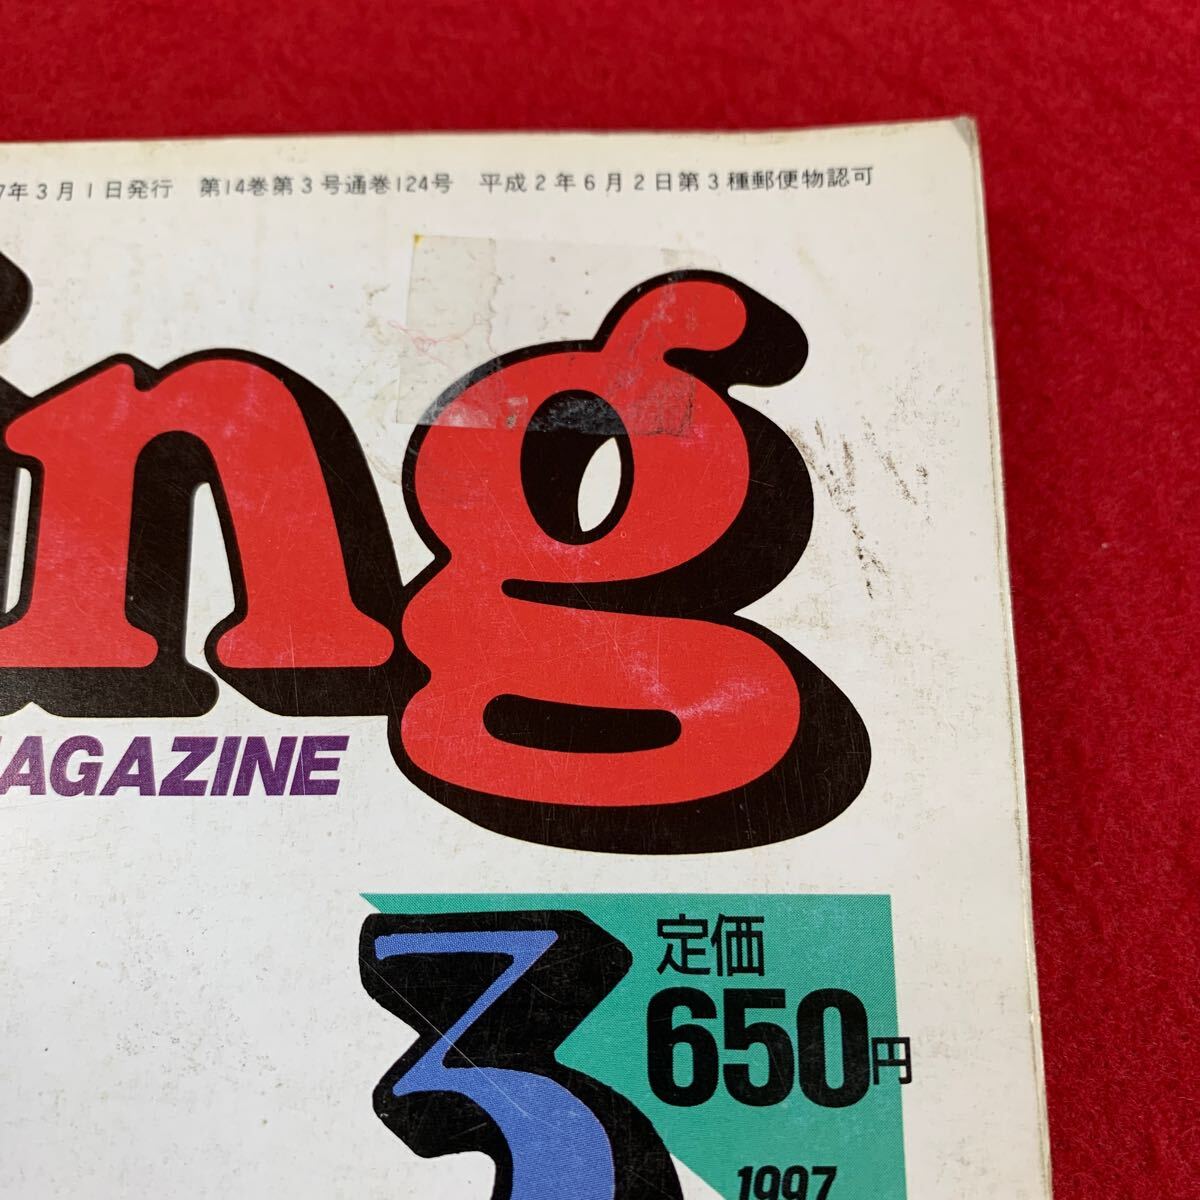 7年3月1日発行 第14巻第3号通巻124号 平成2年6月2日第3種郵便物認可
ing
MAGAZINE
3
定価
650円
1997